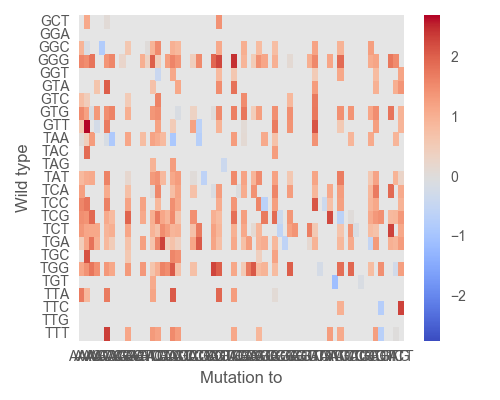 GCT
GGA
GGC
GGG
GGT
GTA
GTC
GTG
GTT
TAA
TAC
TAG
TAT
TCA
TCC
TCG
TCT
TGA
TGC
TGG
TGT
TTA
TTC
TTG
TTT
Wild type
Mutation to
2
1
0
−1
−2